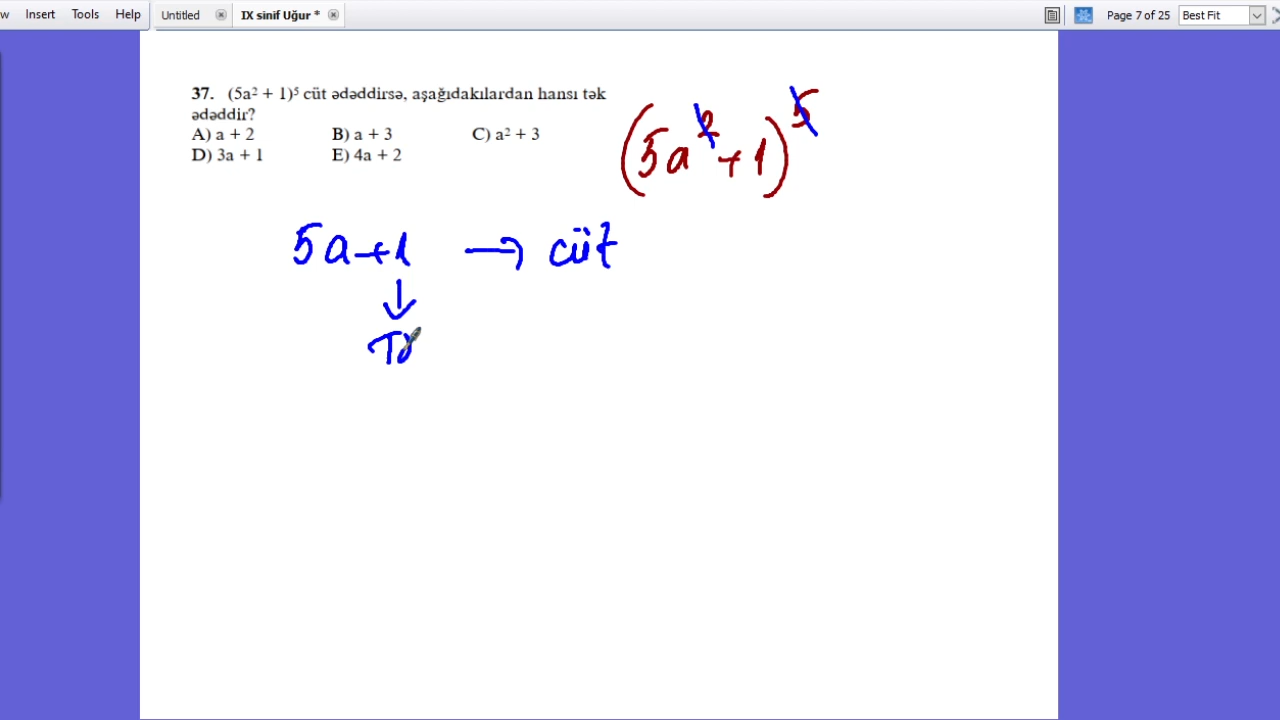 Insert Tools Help Untitled IX sinif Uğur * Page 7 of 25 Best Fit
37. (5a² + 1)⁵ cüt ədəddirsə, aşağıdakılardan hansı tək
ədəddir?
A) a + 2 B) a + 3 C) a² + 3
D) 3a + 1 E) 4a + 2
(5a² + 1)⁵
5a + 1 → cüt
↓